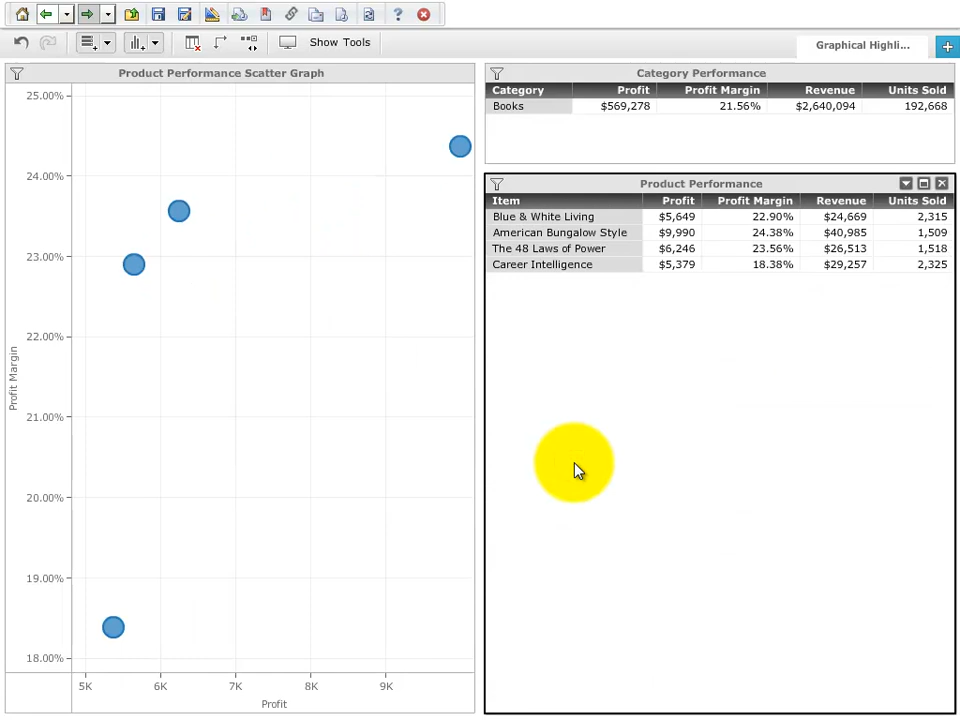 Show Tools
Graphical Highli...
Product Performance Scatter Graph
25.00%
24.00%
23.00%
22.00%
21.00%
20.00%
19.00%
18.00%
Profit Margin
5K 6K 7K 8K 9K
Profit
Category Performance
Category Profit Profit Margin Revenue Units Sold
Books $569,278 21.56% $2,640,094 192,668
Product Performance
Item Profit Profit Margin Revenue Units Sold
Blue & White Living $5,649 22.90% $24,669 2,315
American Bungalow Style $9,990 24.38% $40,985 1,509
The 48 Laws of Power $6,246 23.56% $26,513 1,518
Career Intelligence $5,379 18.38% $29,257 2,325